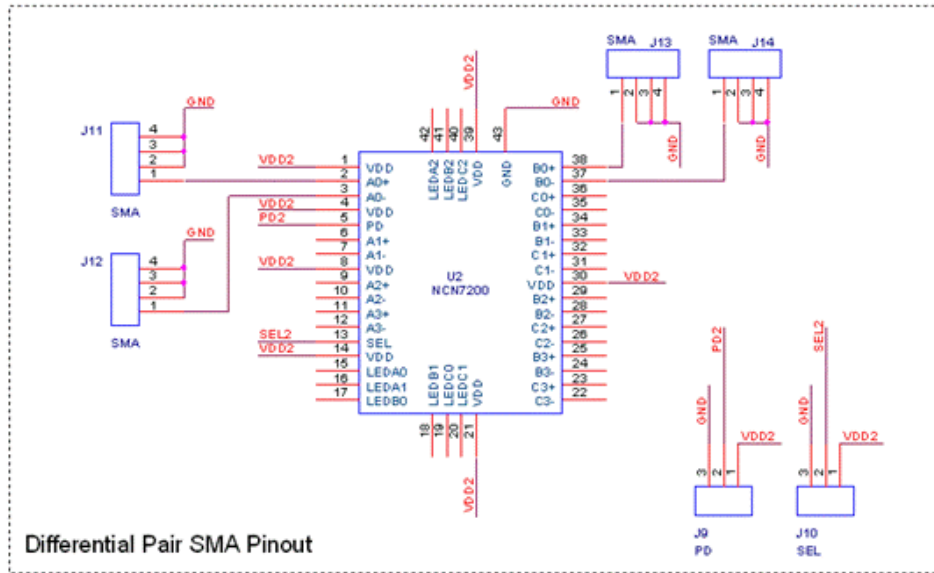 SMA J13
1 2 3 4
GND
SMA J14
1 2 3 4
GND
VDD2
GND
42 41 40 39 43
LEDA2 LEDB2 LEDC2 VDD GND
J11
GND
4
3
2
1
SMA
J12
GND
4
3
2
1
SMA
VDD2 1 VDD
2 A0+
3 A0-
VDD2 4 VDD
PD2 5 PD
6 A1+
7 A1-
VDD2 8 VDD
9 A2+
10 A2-
11 A3+
12 A3-
SEL2 13 SEL
VDD2 14 VDD
15 LEDA0
16 LEDA1
17 LEDB0
U2
NCN7200
B0+ 38
B0- 37
C0+ 36
C0- 35
B1+ 34
B1- 33
C1+ 32
C1- 31
VDD 30 VDD2
B2+ 29
B2- 28
C2+ 27
C2- 26
B3+ 25
B3- 24
C3+ 23
C3- 22
LEDB1 LEDC0 LEDC1 VDD
18 19 20 21
VDD2
GND PD2 VDD2
3 2 1
J9
PD
GND SEL2 VDD2
3 2 1
J10
SEL
Differential Pair SMA Pinout